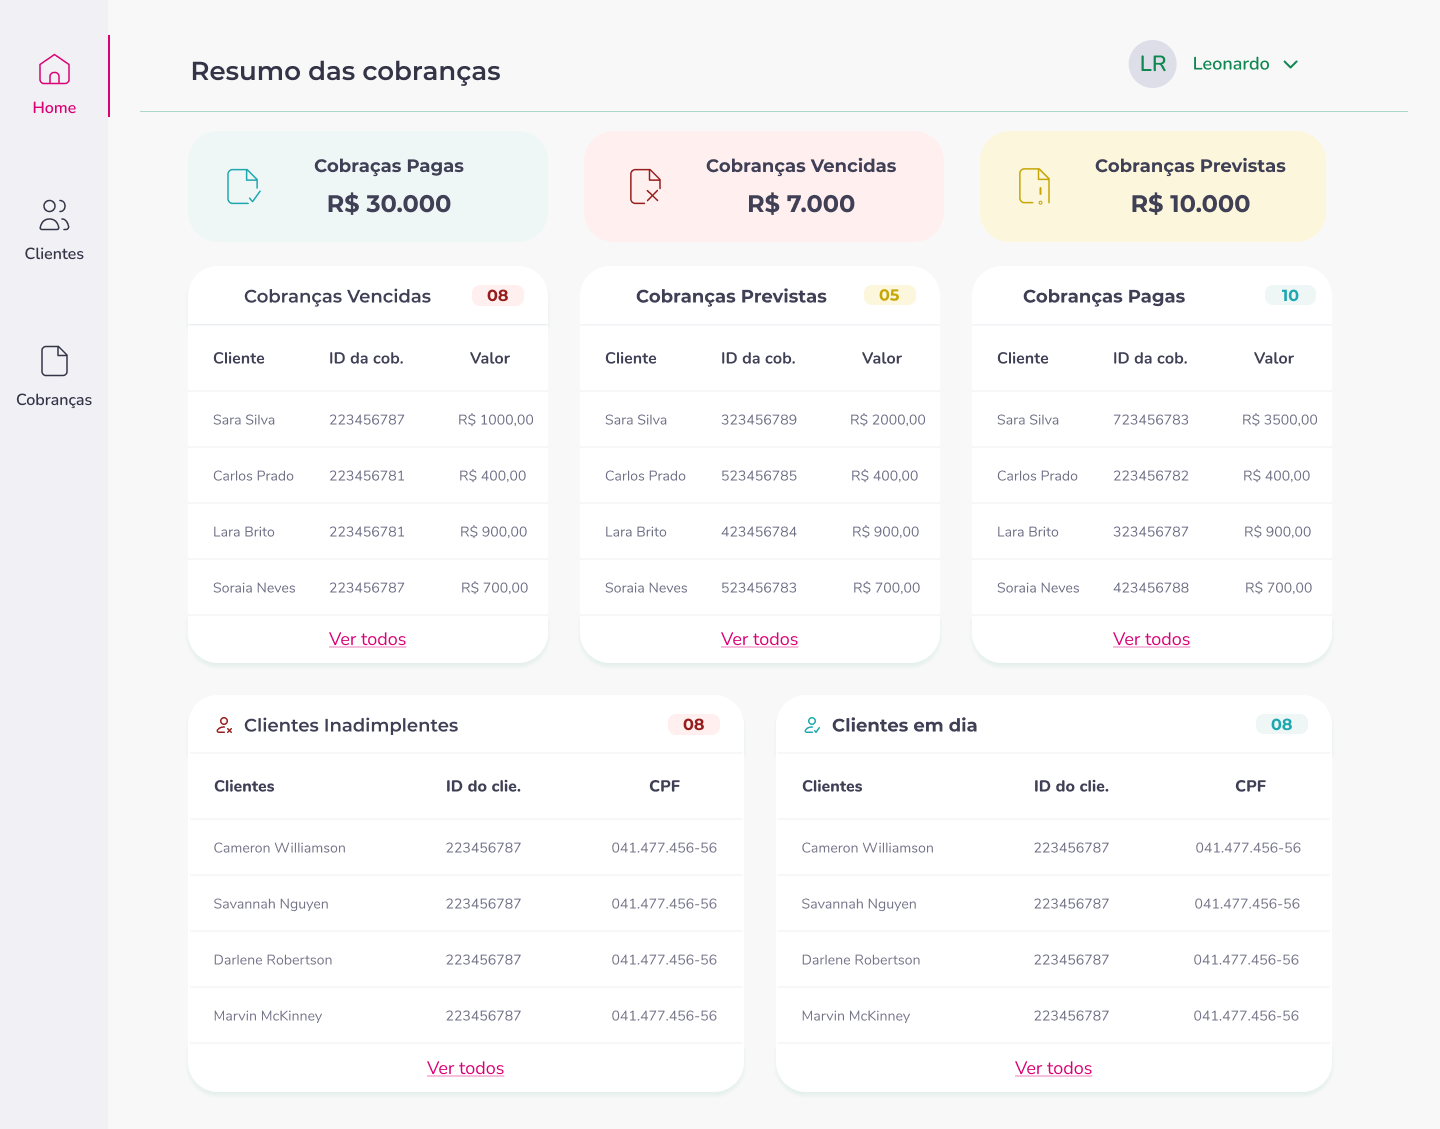 Home
Clientes
Cobranças
Resumo das cobranças
LR Leonardo
Cobraças Pagas
R$ 30.000
Cobranças Vencidas
R$ 7.000
Cobranças Previstas
R$ 10.000
Cobranças Vencidas 08
Cliente ID da cob. Valor
Sara Silva 223456787 R$ 1000,00
Carlos Prado 223456781 R$ 400,00
Lara Brito 223456781 R$ 900,00
Soraia Neves 223456787 R$ 700,00
Ver todos
Cobranças Previstas 05
Cliente ID da cob. Valor
Sara Silva 323456789 R$ 2000,00
Carlos Prado 523456785 R$ 400,00
Lara Brito 423456784 R$ 900,00
Soraia Neves 523456783 R$ 700,00
Ver todos
Cobranças Pagas 10
Cliente ID da cob. Valor
Sara Silva 723456783 R$ 3500,00
Carlos Prado 223456782 R$ 400,00
Lara Brito 323456787 R$ 900,00
Soraia Neves 423456788 R$ 700,00
Ver todos
Clientes Inadimplentes 08
Clientes ID do clie. CPF
Cameron Williamson 223456787 041.477.456-56
Savannah Nguyen 223456787 041.477.456-56
Darlene Robertson 223456787 041.477.456-56
Marvin McKinney 223456787 041.477.456-56
Ver todos
Clientes em dia 08
Clientes ID do clie. CPF
Cameron Williamson 223456787 041.477.456-56
Savannah Nguyen 223456787 041.477.456-56
Darlene Robertson 223456787 041.477.456-56
Marvin McKinney 223456787 041.477.456-56
Ver todos